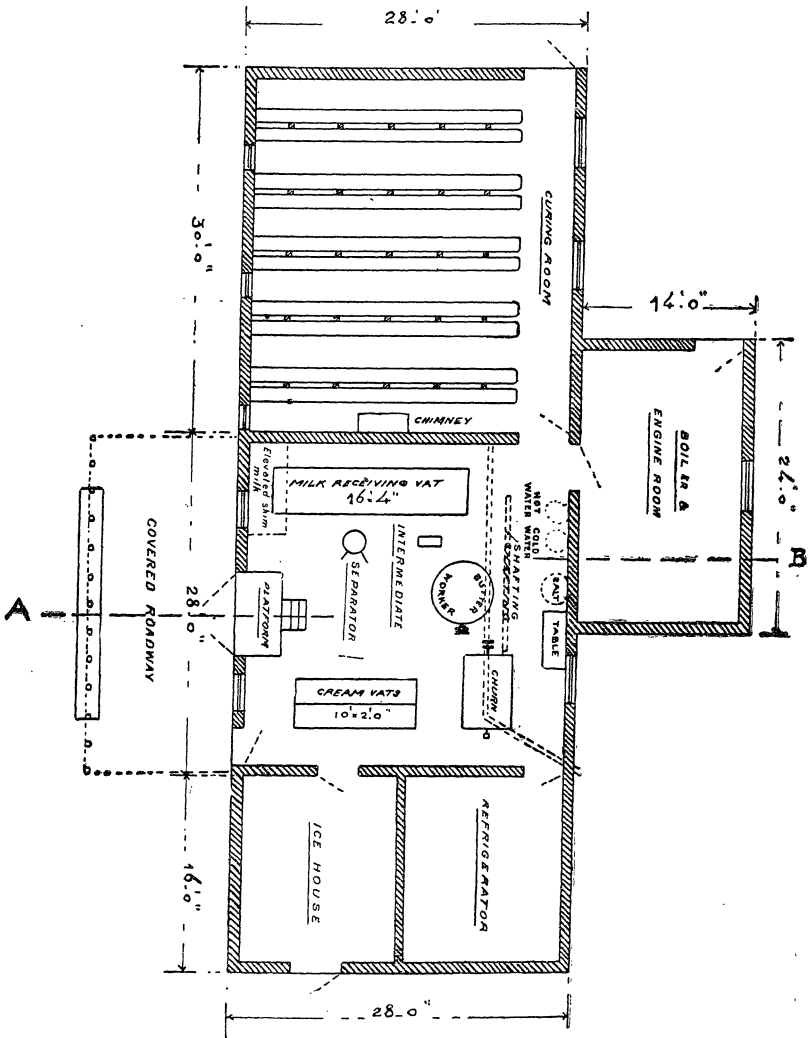 28'.0"
30'.0"
CURING ROOM
14'.0"
CHIMNEY
BOILER &
ENGINE ROOM
24'.0"
Elevated skim
milk
MILK RECEIVING VAT
16'.4"
HOT
WATER
COLD
WATER
SHAFTING
INTERMEDIATE
SEPARATOR
BUTTER
WORKER
SALT
TABLE
COVERED ROADWAY
28'.0"
PLATFORM
A
B
CREAM VATS
10'x2'.0"
CHURN
ICE HOUSE
REFRIGERATOR
16'.0"
28_0"